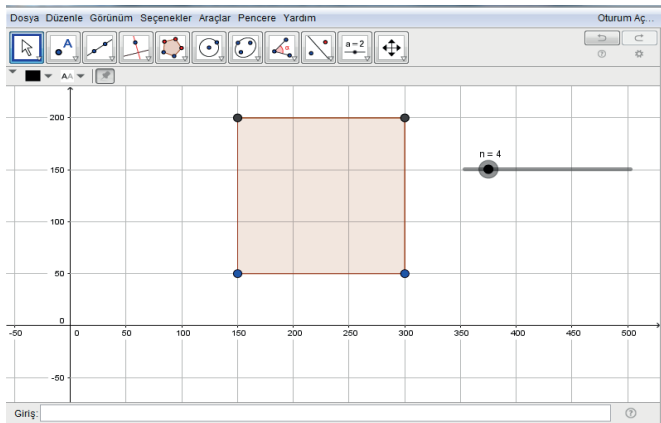 Dosya Düzenle Görünüm Seçenekler Araçlar Pencere Yardım Oturum Aç...
A a=2
AA
200
n = 4
150
100
50
0
-50 0 50 100 150 200 250 300 350 400 450 500
-50
Giriş: